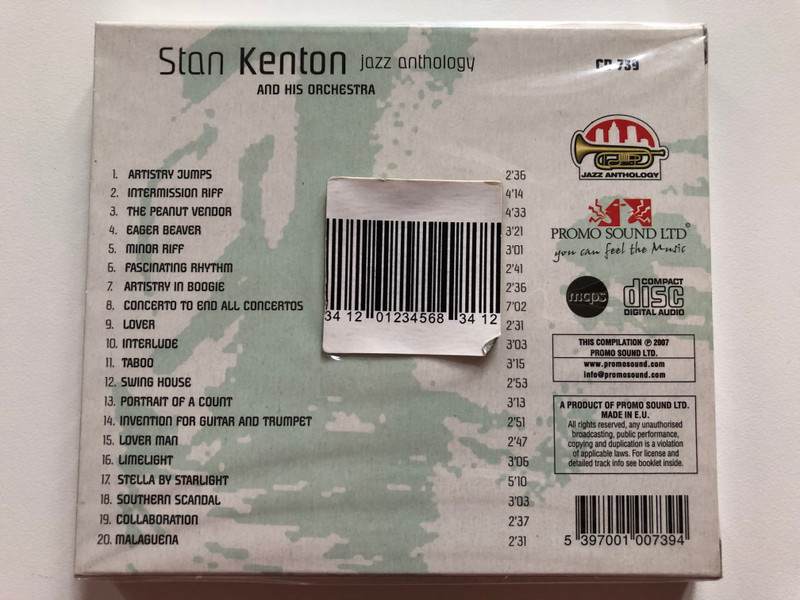 Stan Kenton jazz anthology
AND HIS ORCHESTRA
CD 739
JAZZ ANTHOLOGY
PROMO SOUND LTD©
you can feel the Music
mcps
COMPACT
disc
DIGITAL AUDIO
1. ARTISTRY JUMPS 2'36
2. INTERMISSION RIFF 4'14
3. THE PEANUT VENDOR 4'33
4. EAGER BEAVER 3'21
5. MINOR RIFF 3'01
6. FASCINATING RHYTHM 2'41
7. ARTISTRY IN BOOGIE 2'36
8. CONCERTO TO END ALL CONCERTOS 7'02
9. LOVER 2'31
10. INTERLUDE 3'03
11. TABOO 3'15
12. SWING HOUSE 2'53
13. PORTRAIT OF A COUNT 3'13
14. INVENTION FOR GUITAR AND TRUMPET 2'51
15. LOVER MAN 2'47
16. LIMELIGHT 3'06
17. STELLA BY STARLIGHT 5'10
18. SOUTHERN SCANDAL 3'03
19. COLLABORATION 2'37
20. MALAGUENA 2'31
34 12 01234568 34 12
THIS COMPILATION ℗ 2007
PROMO SOUND LTD.
www.promosound.com
info@promosound.com
A PRODUCT OF PROMO SOUND LTD.
MADE IN E.U.
All rights reserved, any unauthorised
broadcasting, public performance,
copying and duplication is a violation
of applicable laws. For license and
detailed track info see booklet inside.
5 397001 007394